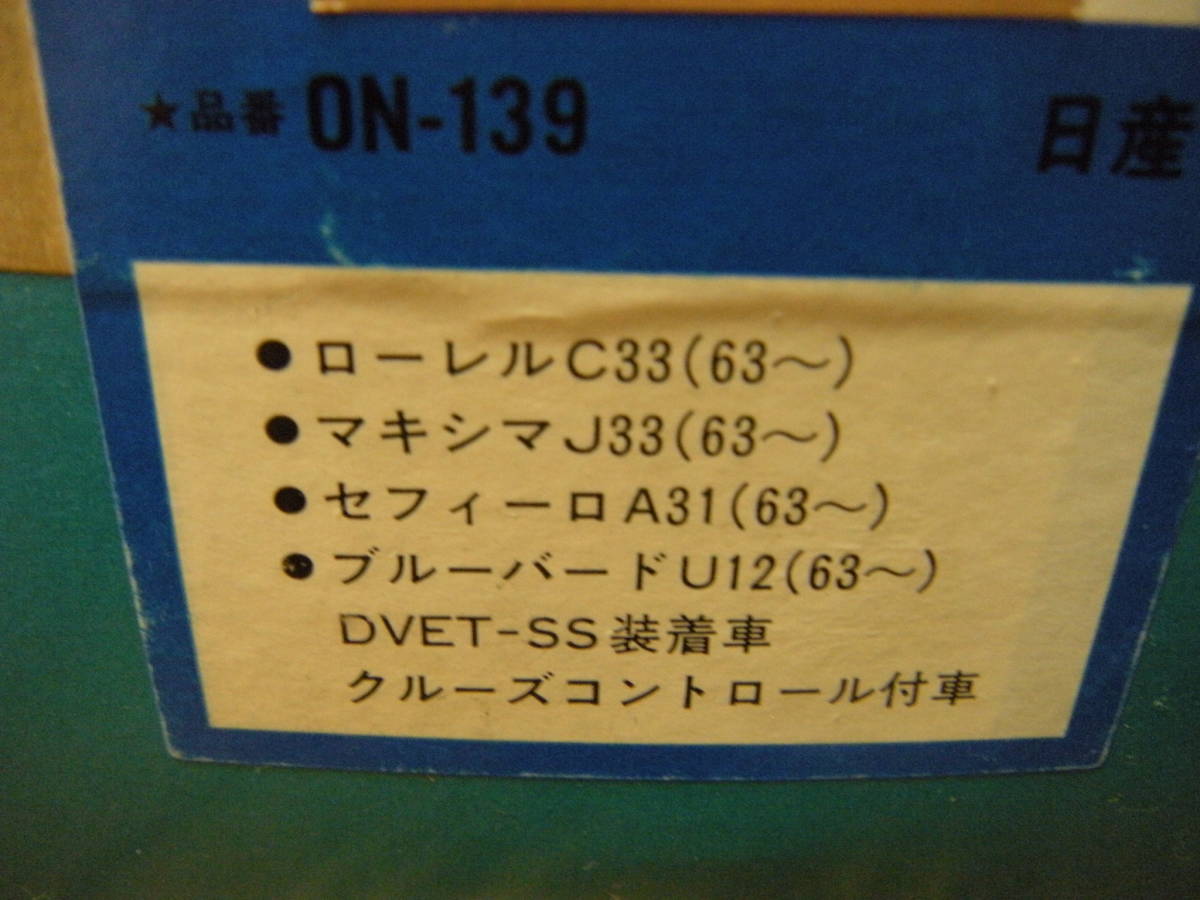 ★品番 ON-139
日産
●ローレルC33(63〜)
●マキシマJ33(63〜)
●セフィーロA31(63〜)
●ブルーバードU12(63〜)
DVET-SS装着車
クルーズコントロール付車